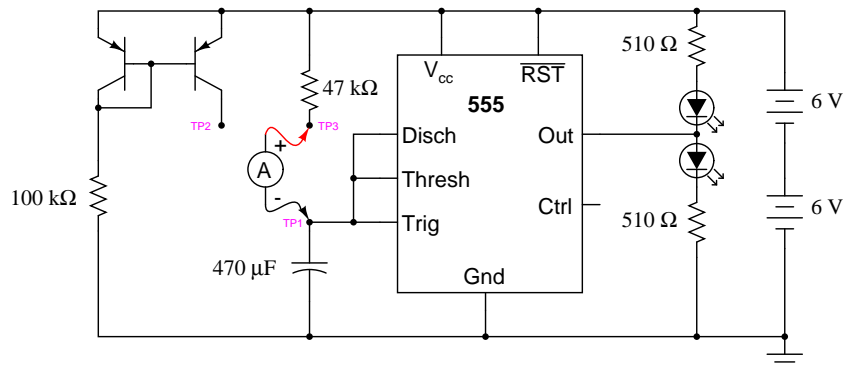 510 Ω
47 kΩ
V_cc
RST
555
6 V
TP2
TP3
+
Disch
Out
A
100 kΩ
Thresh
-
TP1
Trig
Ctrl
510 Ω
6 V
470 µF
Gnd